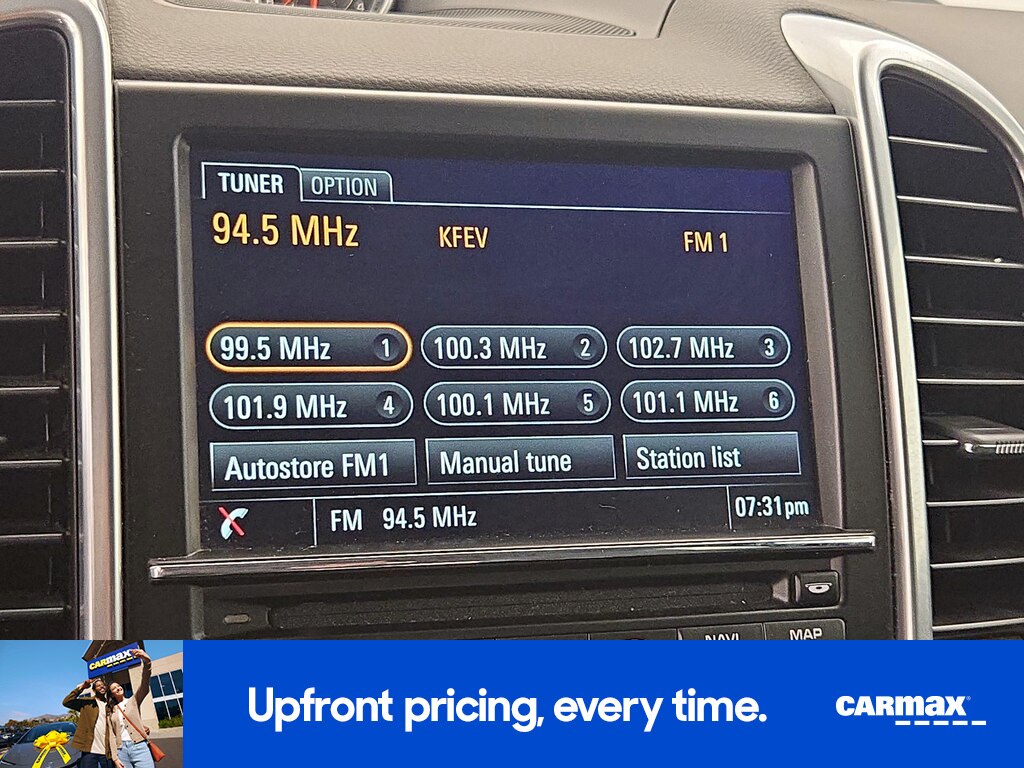 TUNER OPTION
94.5 MHz KFEV FM 1
99.5 MHz 1 100.3 MHz 2 102.7 MHz 3
101.9 MHz 4 100.1 MHz 5 101.1 MHz 6
Autostore FM1 Manual tune Station list
FM 94.5 MHz 07:31pm
NAVI MAP
CARMAX
Upfront pricing, every time. CARMAX